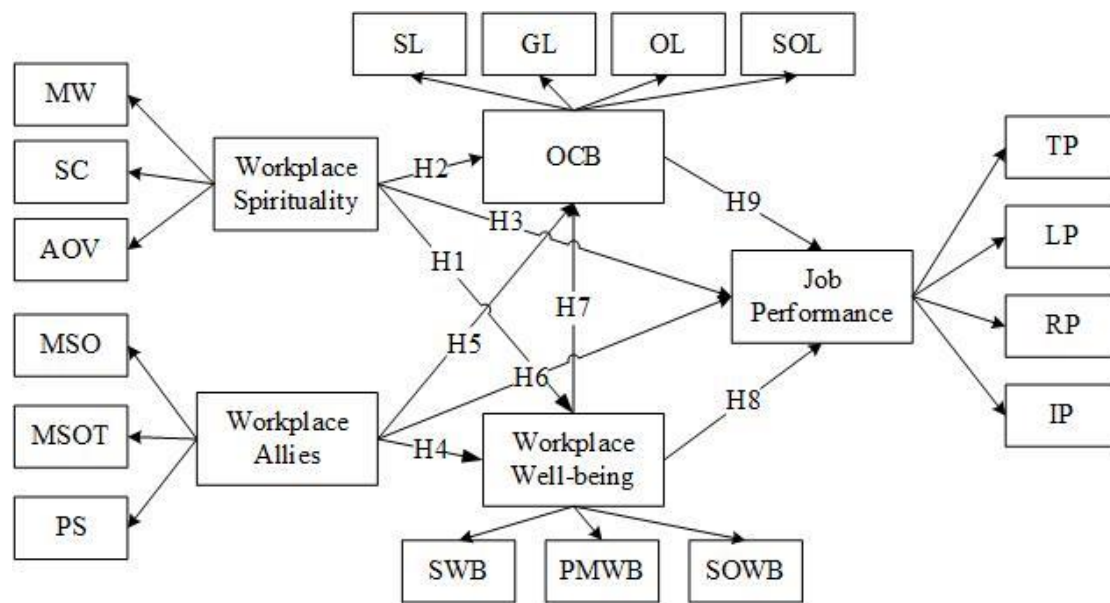 SL
GL
OL
SOL
MW
SC
AOV
Workplace
Spirituality
OCB
H2
H3
H1
H9
TP
LP
RP
IP
Job
Performance
H7
H5
H6
H8
H4
MSO
MSOT
PS
Workplace
Allies
Workplace
Well-being
SWB
PMWB
SOWB